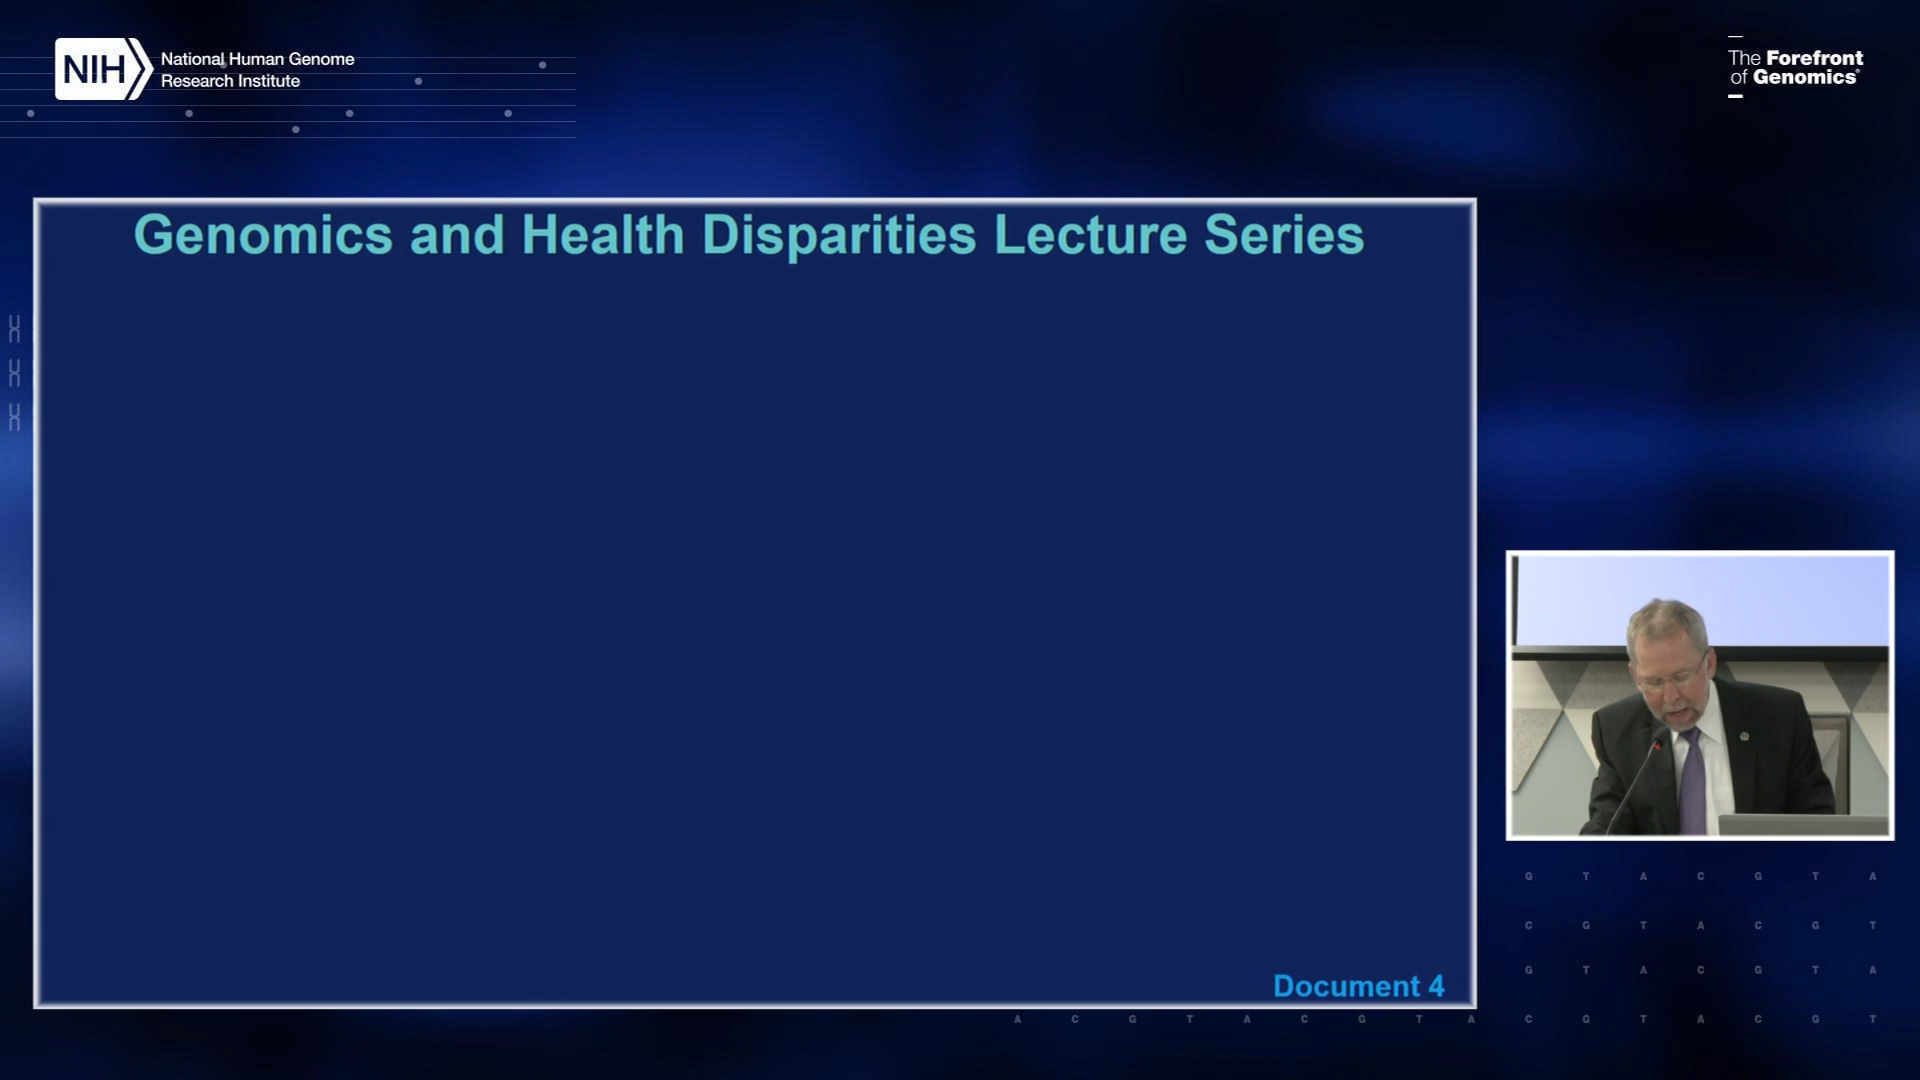 NIH
National Human Genome
Research Institute
The Forefront
of Genomics®
Genomics and Health Disparities Lecture Series
Document 4
G T A C G T A
C G T A C G T
G T A C G T A
A C G T A C G T A C G T A C G T